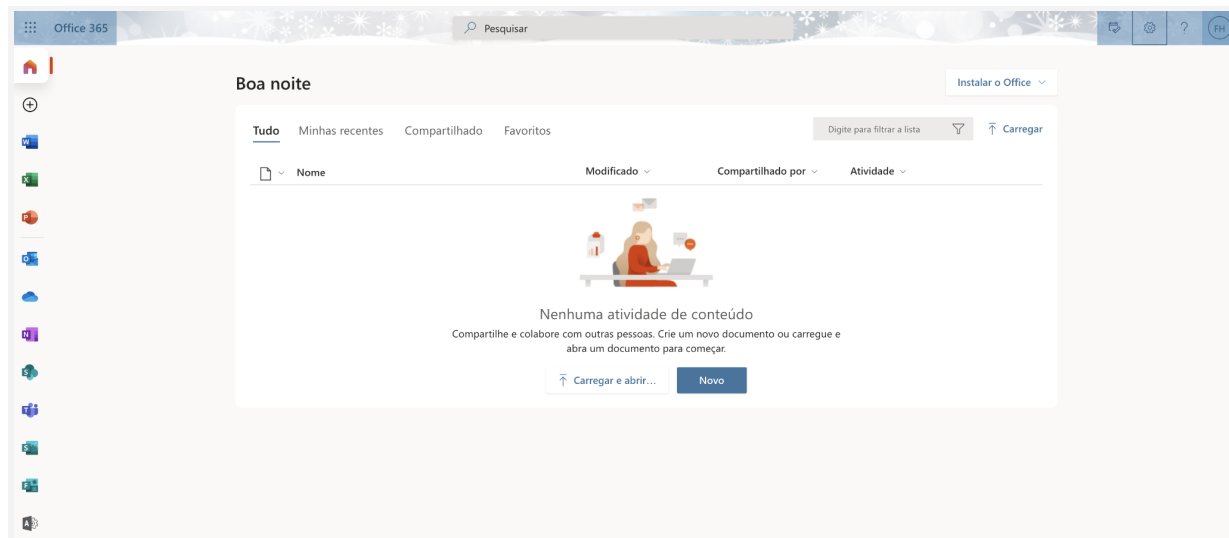 Office 365
Pesquisar
?
FH
Boa noite
Instalar o Office
Tudo Minhas recentes Compartilhado Favoritos
Digite para filtrar a lista
Carregar
Nome Modificado Compartilhado por Atividade
Nenhuma atividade de conteúdo
Compartilhe e colabore com outras pessoas. Crie um novo documento ou carregue e
abra um documento para começar.
Carregar e abrir... Novo
W
X
P
O
N
S
T
S
F
A